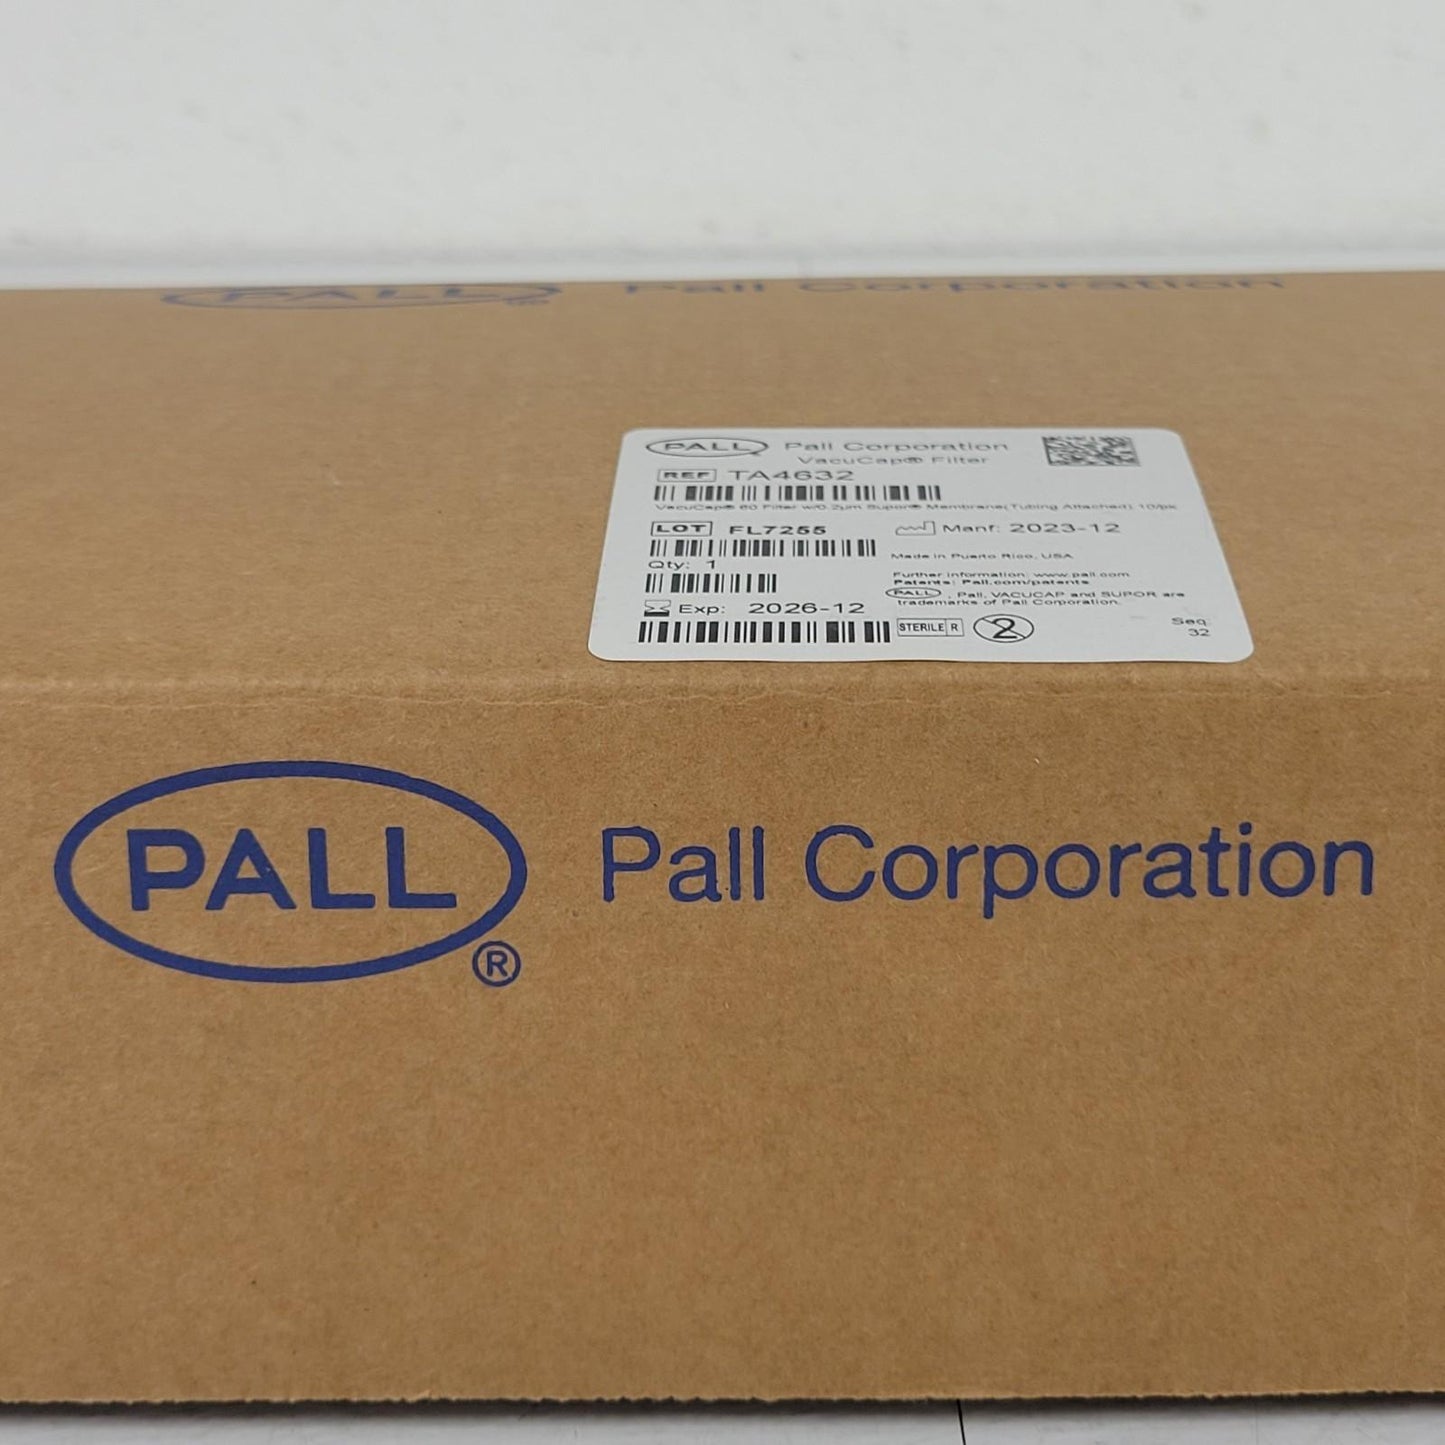 PALL ® Pall Corporation
PALL Pall Corporation
VacuCap® Filter
REF TA4632
VacuCap® 60 Filter w/0.2µm Supor® Membrane(Tubing Attached) 10/pk
LOT FL7255 Manf: 2023-12
Made in Puerto Rico, USA
Qty: 1
Further information: www.pall.com
Patents: Pall.com/patents
PALL , Pall, VACUCAP and SUPOR are
trademarks of Pall Corporation.
Exp: 2026-12
STERILE R 2
Seq
32
PALL ® Pall Corporation